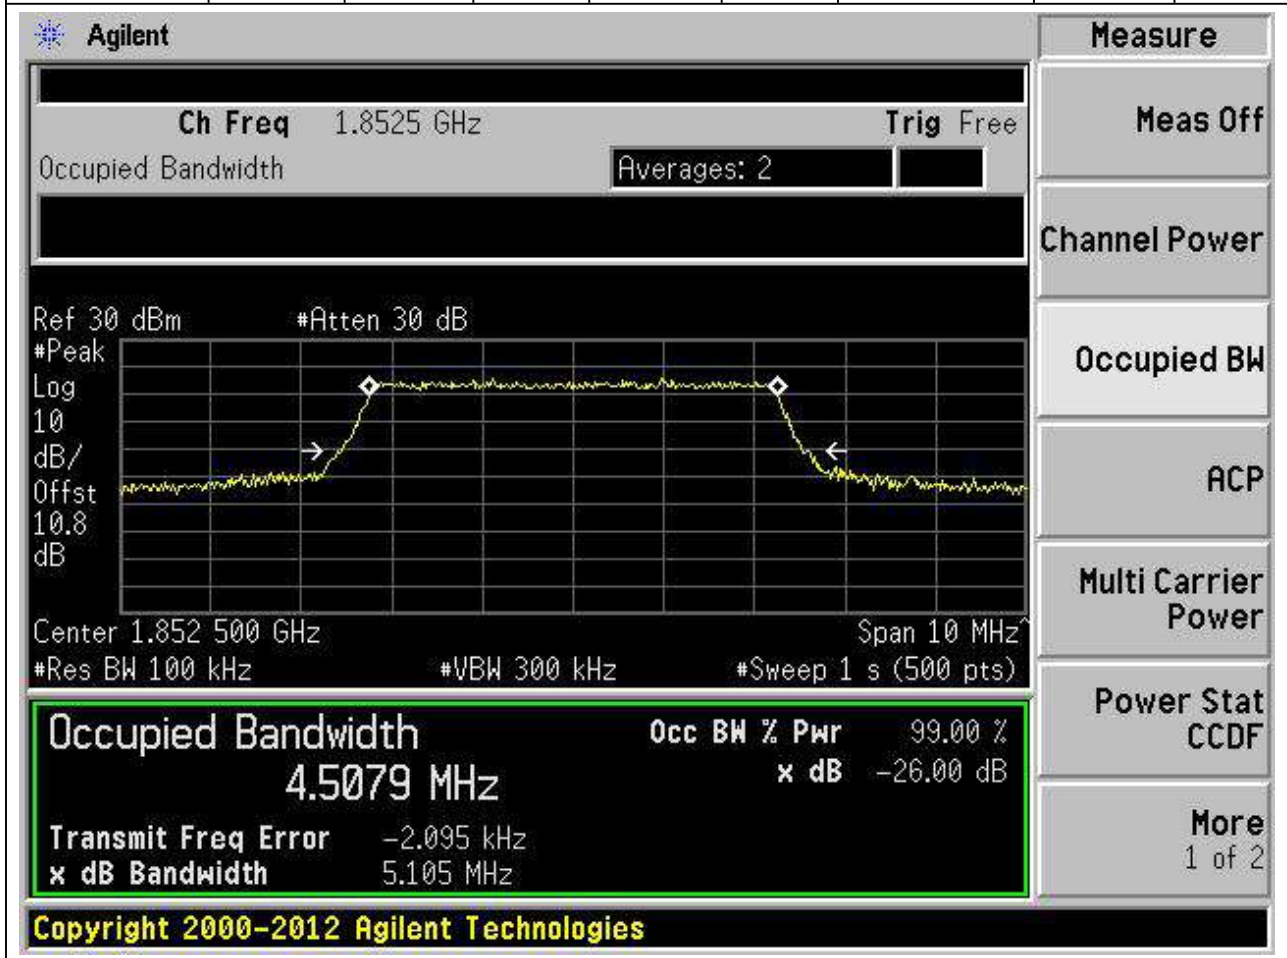 Agilent
Measure
Ch Freq 1.8525 GHz Trig Free
Occupied Bandwidth Averages: 2
Meas Off
Channel Power
Occupied BW
ACP
Multi Carrier
Power
Power Stat
CCDF
More
1 of 2
Ref 30 dBm #Atten 30 dB
#Peak
Log
10
dB/
Offst
10.8
dB
Center 1.852 500 GHz Span 10 MHz^
#Res BW 100 kHz #VBW 300 kHz #Sweep 1 s (500 pts)
Occupied Bandwidth Occ BW % Pwr 99.00 %
4.5079 MHz x dB -26.00 dB
Transmit Freq Error -2.095 kHz
x dB Bandwidth 5.105 MHz
Copyright 2000-2012 Agilent Technologies